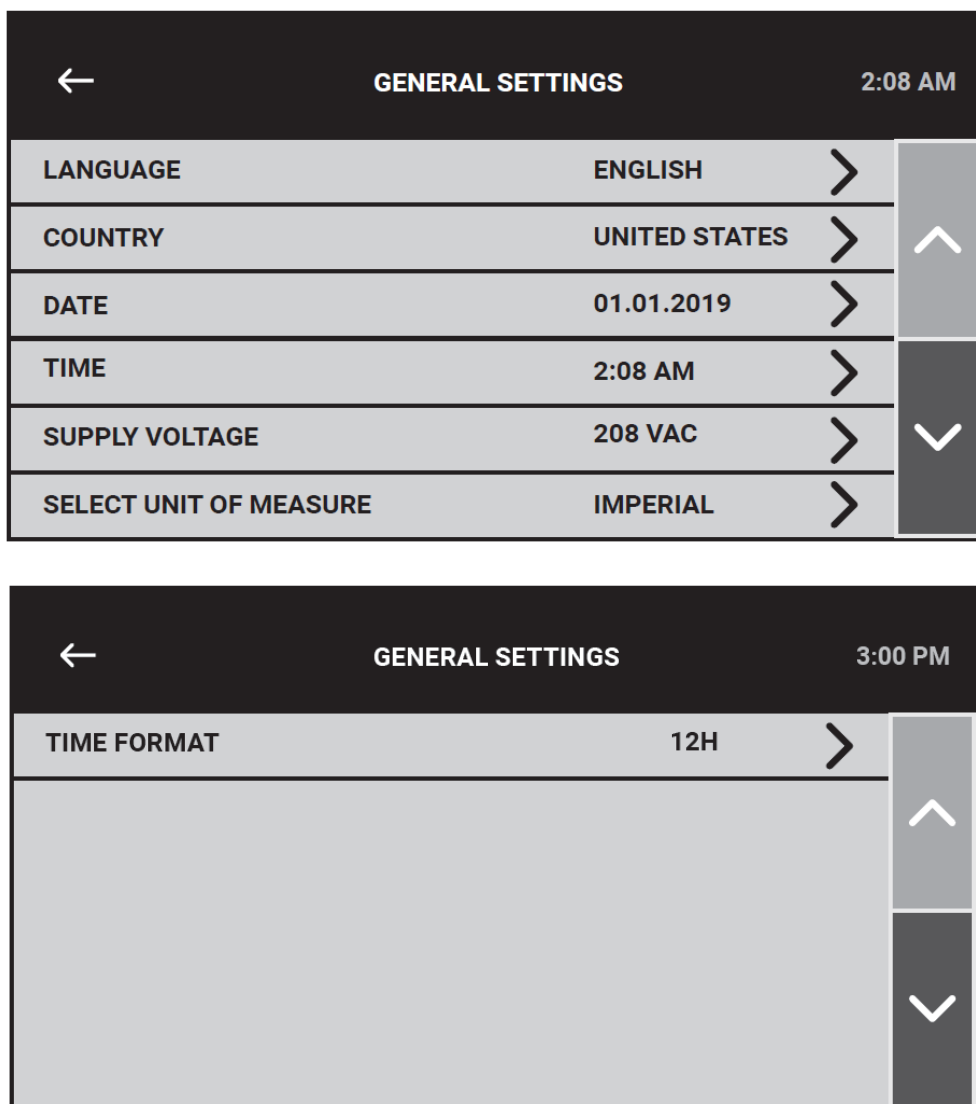 GENERAL SETTINGS 2:08 AM
LANGUAGE ENGLISH
COUNTRY UNITED STATES
DATE 01.01.2019
TIME 2:08 AM
SUPPLY VOLTAGE 208 VAC
SELECT UNIT OF MEASURE IMPERIAL
GENERAL SETTINGS 3:00 PM
TIME FORMAT 12H